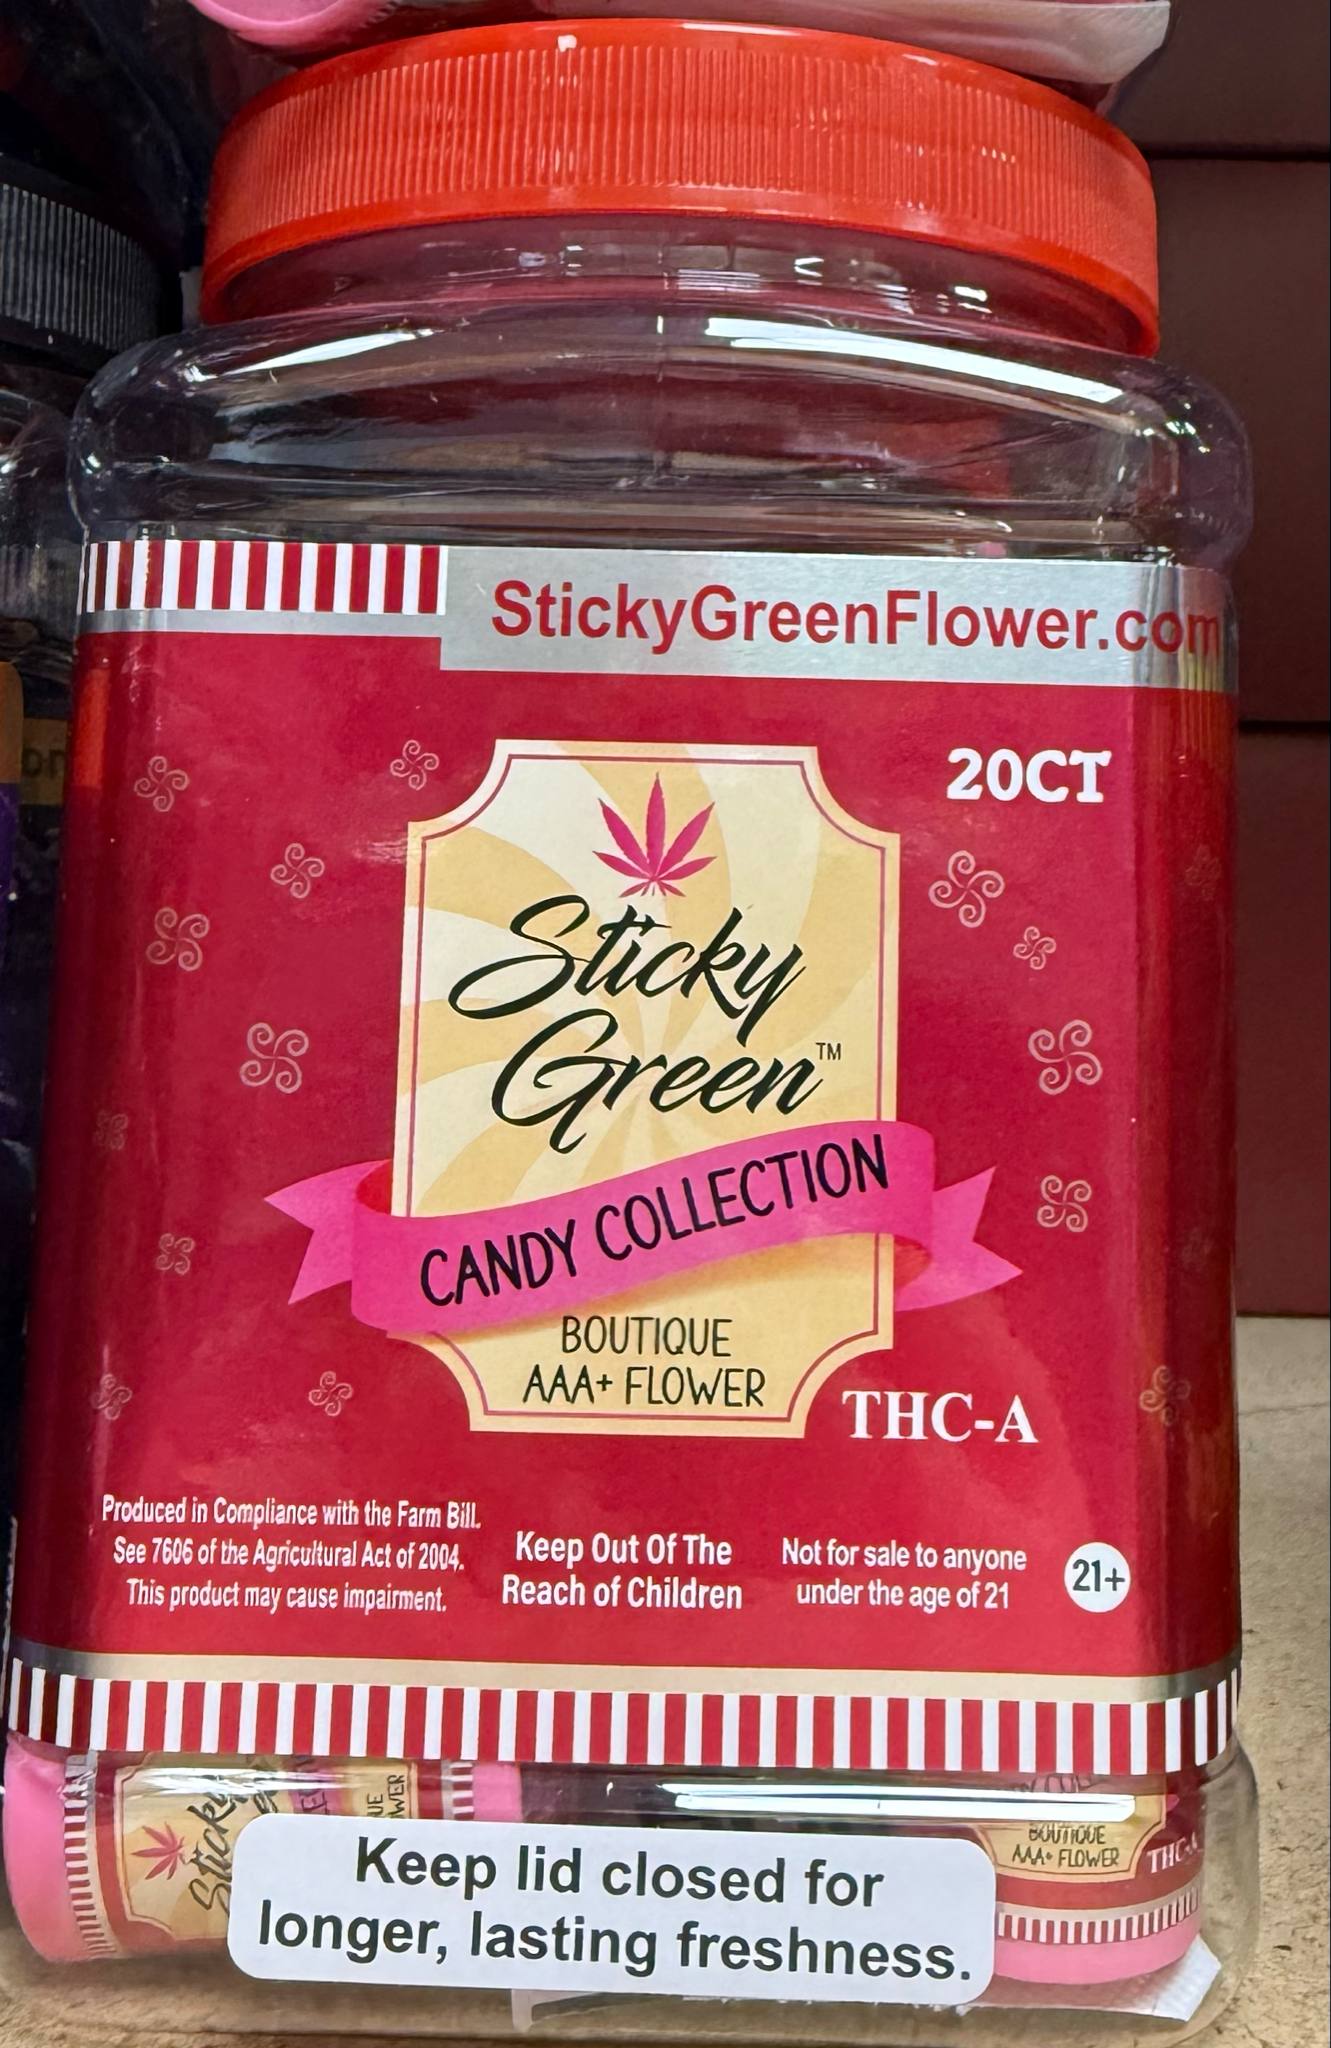 StickyGreenFlower.com
20CT
Sticky
Green™
CANDY COLLECTION
BOUTIQUE
AAA+ FLOWER
THC-A
Produced in Compliance with the Farm Bill.
See 7606 of the Agricultural Act of 2004.
This product may cause impairment.
Keep Out Of The
Reach of Children
Not for sale to anyone
under the age of 21
21+
Sticky
BOUTIQUE
AAA+ FLOWER
Keep lid closed for
longer, lasting freshness.